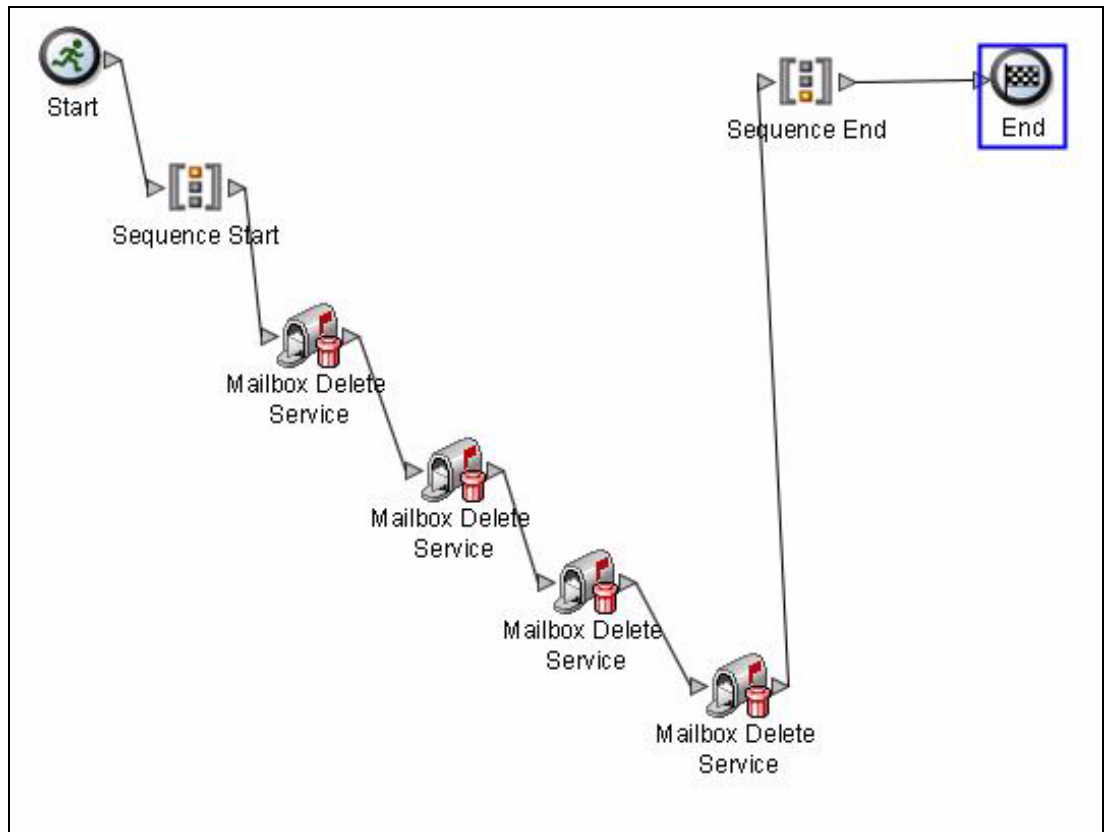 Start
Sequence Start
Mailbox Delete
Service
Mailbox Delete
Service
Mailbox Delete
Service
Mailbox Delete
Service
Sequence End
End